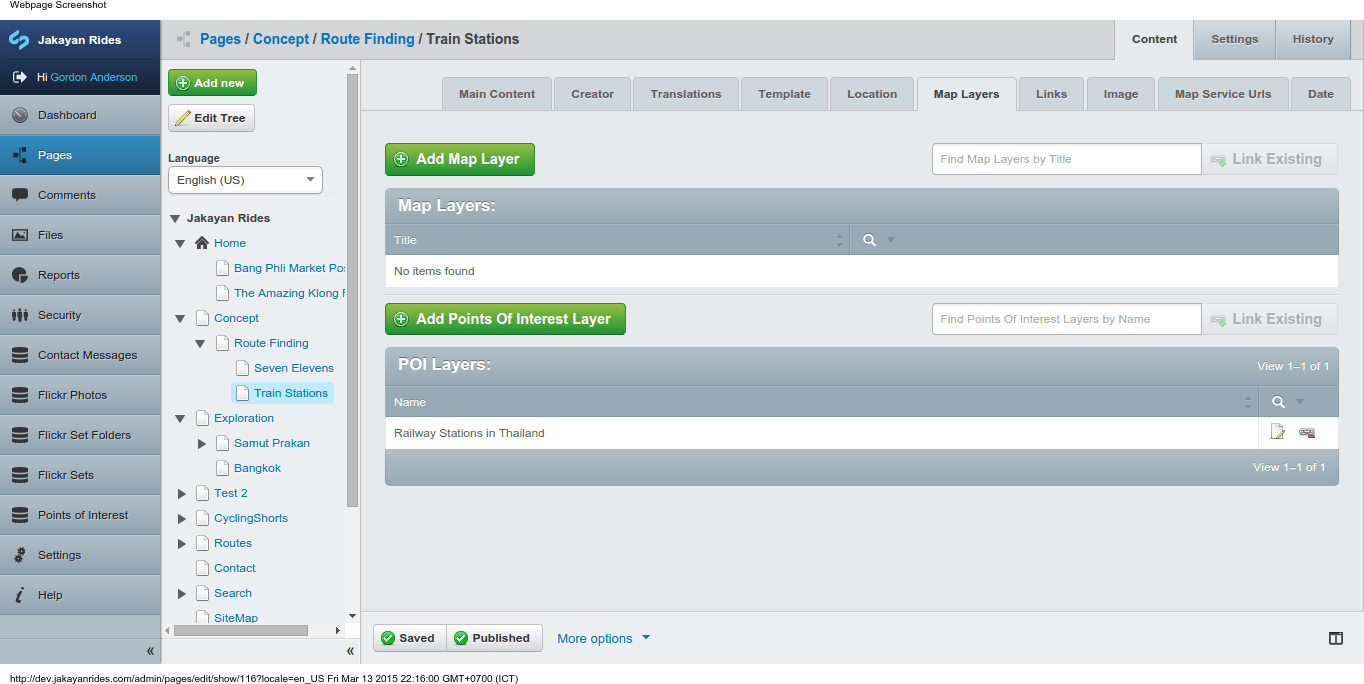 Webpage Screenshot
Jakayan Rides
Hi Gordon Anderson
Dashboard
Pages
Comments
Files
Reports
Security
Contact Messages
Flickr Photos
Flickr Set Folders
Flickr Sets
Points of Interest
Settings
Help
«
Pages / Concept / Route Finding / Train Stations
Content
Settings
History
Add new
Edit Tree
Language
English (US)
Jakayan Rides
Home
Bang Phli Market Pos
The Amazing Klong
Concept
Route Finding
Seven Elevens
Train Stations
Exploration
Samut Prakan
Bangkok
Test 2
CyclingShorts
Routes
Contact
Search
SiteMap
«
Main Content
Creator
Translations
Template
Location
Map Layers
Links
Image
Map Service Urls
Date
Add Map Layer
Find Map Layers by Title
Link Existing
Map Layers:
Title
No items found
Add Points Of Interest Layer
Find Points Of Interest Layers by Name
Link Existing
POI Layers:
View 1–1 of 1
Name
Railway Stations in Thailand
View 1–1 of 1
Saved
Published
More options
http://dev.jakayanrides.com/admin/pages/edit/show/116?locale=en_US Fri Mar 13 2015 22:16:00 GMT+0700 (ICT)